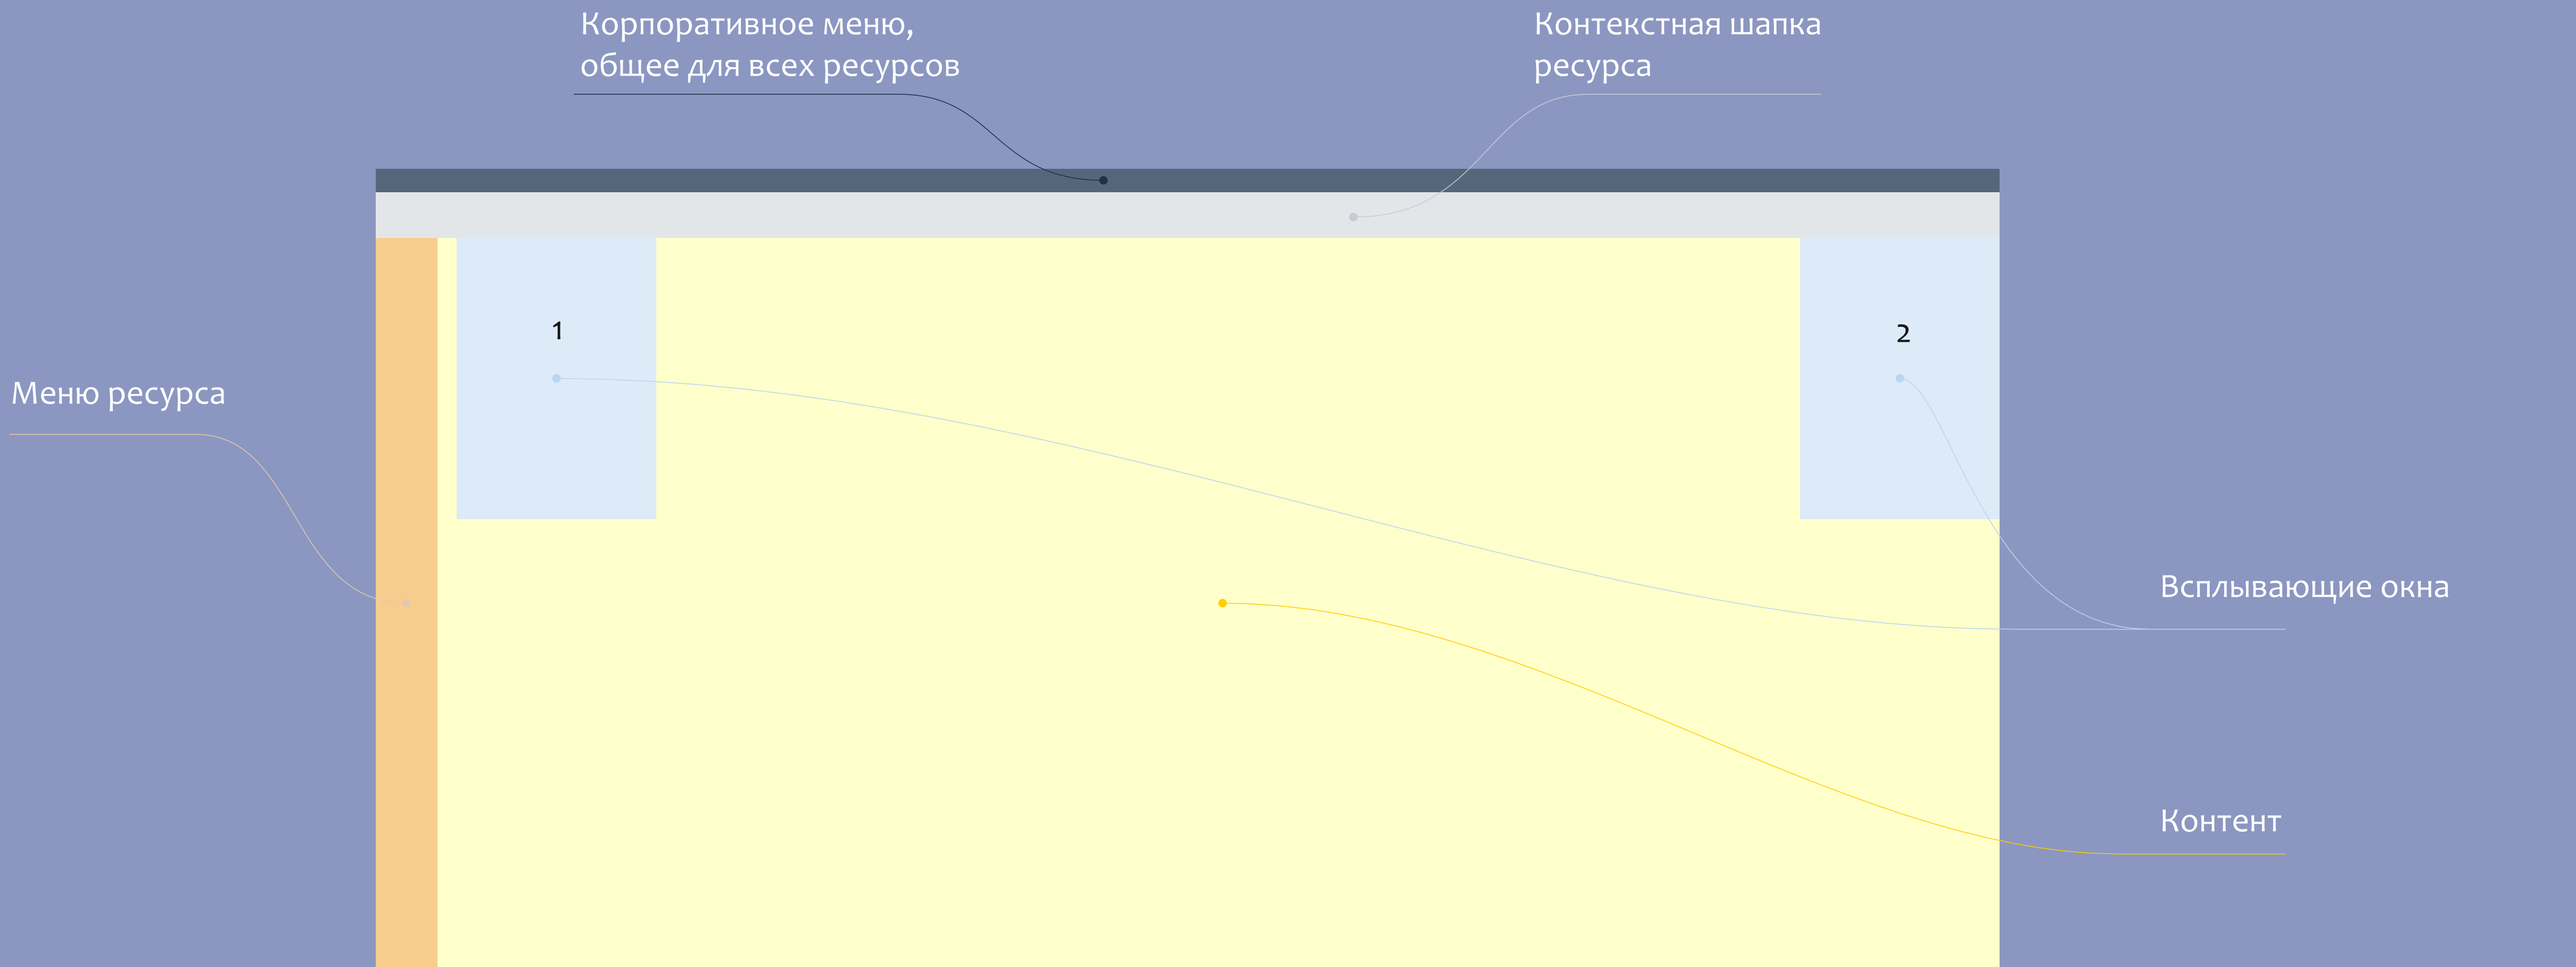 Корпоративное меню,
общее для всех ресурсов
Контекстная шапка
ресурса
1
2
Меню ресурса
Всплывающие окна
Контент